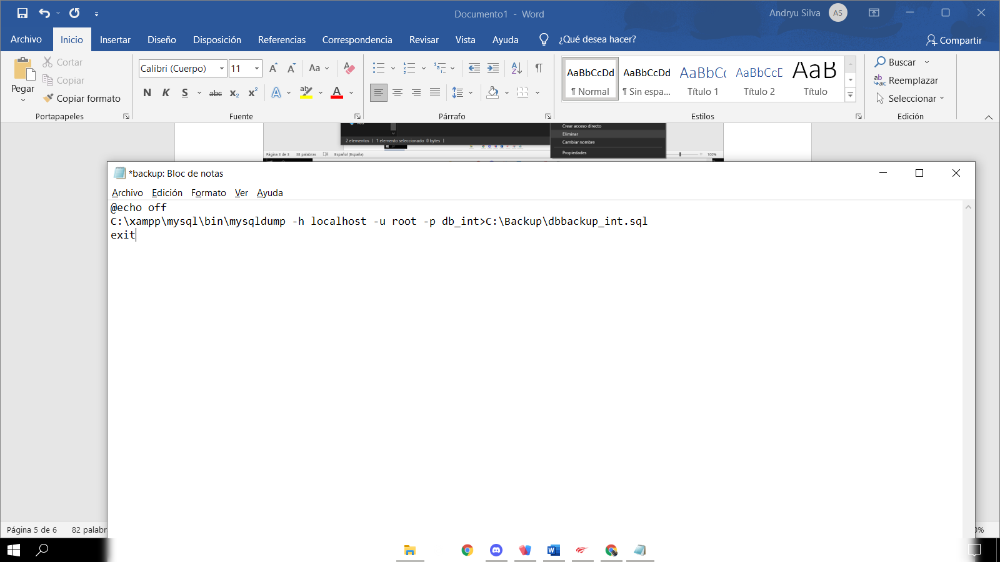 Documento1 - Word
Andryu Silva
AS
Archivo Inicio Insertar Diseño Disposición Referencias Correspondencia Revisar Vista Ayuda ¿Qué desea hacer? Compartir
Pegar
Cortar
Copiar
Copiar formato
Portapapeles
Calibri (Cuerpo) 11
N K S abc x₂ x²
Fuente
Párrafo
AaBbCcDd AaBbCcDd AaBbCc AaBbCcD AaB
¶ Normal ¶ Sin espa... Título 1 Título 2 Título
Estilos
Buscar
Reemplazar
Seleccionar
Edición
Crear acceso directo
Eliminar
Cambiar nombre
Propiedades
2 elementos 1 elemento seleccionado 0 bytes
Página 3 de 3 38 palabras Español (España) 100%
*backup: Bloc de notas
Archivo Edición Formato Ver Ayuda
@echo off
C:\xampp\mysql\bin\mysqldump -h localhost -u root -p db_int>C:\Backup\dbbackup_int.sql
exit
Página 5 de 6 82 palabr
0%